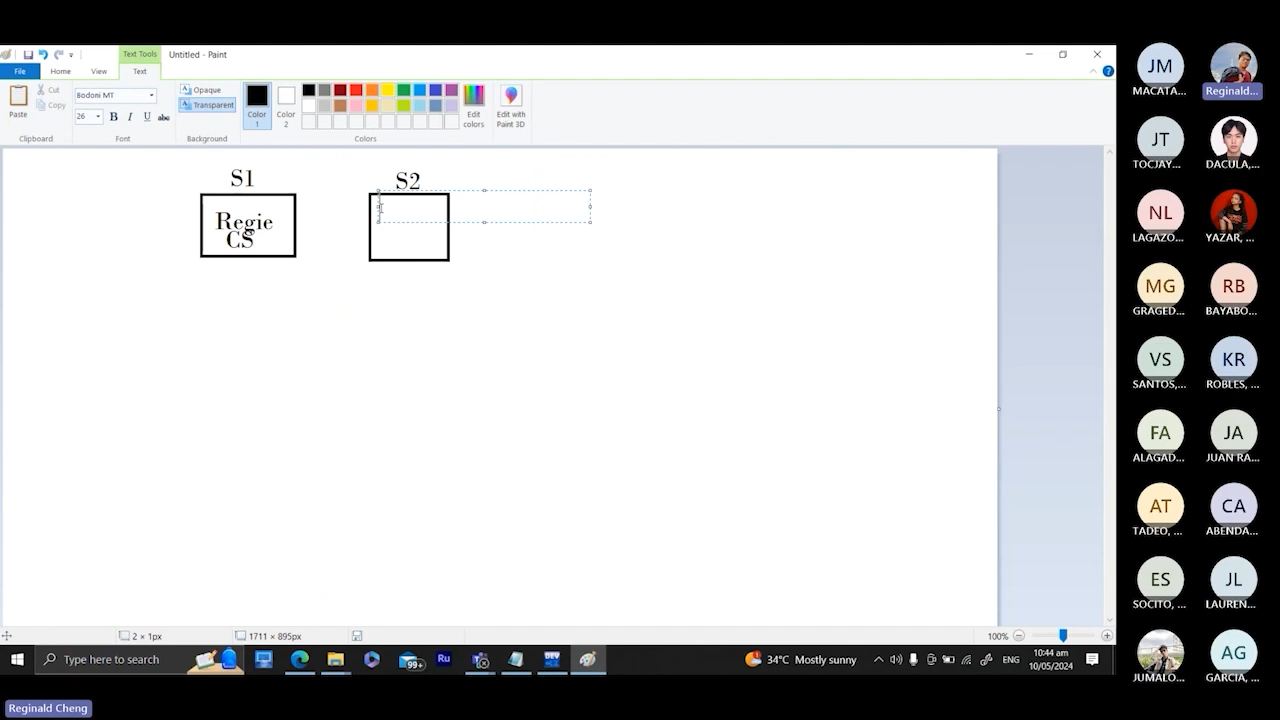 Text Tools
Untitled - Paint
File
Home
View
Text
Paste
Cut
Copy
Clipboard
Bodoni MT
26
B I U abc
Font
Opaque
Transparent
Background
Color 1
Color 2
Edit colors
Colors
Edit with Paint 3D
S1
S2
Regie
CS
2 × 1px
1711 × 895px
100%
Type here to search
99+
Ru
DEV
34°C Mostly sunny
ENG
10:44 am
10/05/2024
Reginald Cheng
JM
MACATA...
Reginald...
JT
TOCJAY...
DACULA,...
NL
LAGAZO...
YAZAR, ...
MG
GRAGED...
RB
BAYABO...
VS
SANTOS,...
KR
ROBLES, ...
FA
ALAGAD...
JA
JUAN RA...
AT
TADEO, ...
CA
ABENDA...
ES
SOCITO, ...
JL
LAUREN...
JUMALO...
AG
GARCIA, ...